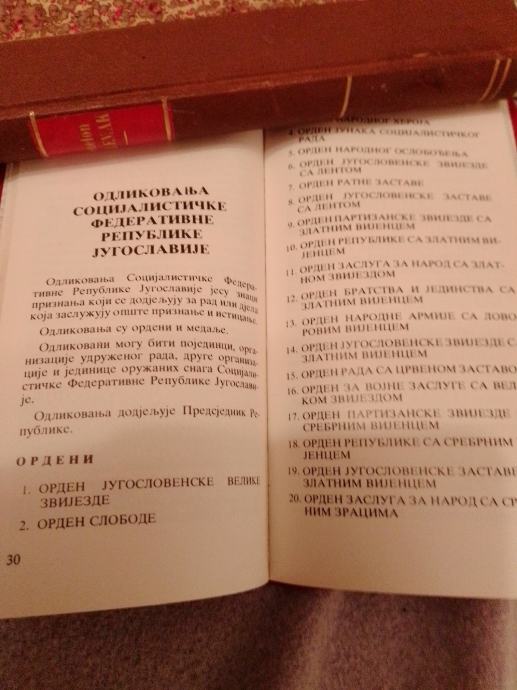 ОДЛИКОВАЊА
СОЦИЈАЛИСТИЧКЕ
ФЕДЕРАТИВНЕ
РЕПУБЛИКЕ
ЈУГОСЛАВИЈЕ
Одликовања Социјалистичке Федера-
тивне Републике Југославије јесу знаци
признања који се додјељују за рад или дјела
која заслужују опште признање и истицање.
Одликовања су ордени и медаље.
Одликовани могу бити појединци, орга-
низације удруженог рада, друге организа-
ције и јединице оружаних снага Социјали-
стичке Федеративне Републике Југослави-
је.
Одликовања додјељује Предсједник Ре-
публике.
ОРДЕНИ
1. ОРДЕН ЈУГОСЛОВЕНСКЕ ВЕЛИКЕ
ЗВИЈЕЗДЕ
2. ОРДЕН СЛОБОДЕ
30
НАРОДНОГ ХЕРОЈА
4. ОРДЕН ЈУНАКА СОЦИЈАЛИСТИЧКОГ
РАДА
5. ОРДЕН НАРОДНОГ ОСЛОБОЂЕЊА
6. ОРДЕН ЈУГОСЛОВЕНСКЕ ЗВИЈЕЗДЕ
СА ЛЕНТОМ
7. ОРДЕН РАТНЕ ЗАСТАВЕ
8. ОРДЕН ЈУГОСЛОВЕНСКЕ ЗАСТАВЕ
СА ЛЕНТОМ
9. ОРДЕН ПАРТИЗАНСКЕ ЗВИЈЕЗДЕ СА
ЗЛАТНИМ ВИЈЕНЦЕМ
10. ОРДЕН РЕПУБЛИКЕ СА ЗЛАТНИМ ВИ-
ЈЕНЦЕМ
11. ОРДЕН ЗАСЛУГА ЗА НАРОД СА ЗЛАТ-
НОМ ЗВИЈЕЗДОМ
12. ОРДЕН БРАТСТВА И ЈЕДИНСТВА СА
ЗЛАТНИМ ВИЈЕНЦЕМ
13. ОРДЕН НАРОДНЕ АРМИЈЕ СА ЛОВО
РОВИМ ВИЈЕНЦЕМ
14. ОРДЕН ЈУГОСЛОВЕНСКЕ ЗВИЈЕЗДЕ С
ЗЛАТНИМ ВИЈЕНЦЕМ
15. ОРДЕН РАДА СА ЦРВЕНОМ ЗАСТАВО
16. ОРДЕН ЗА ВОЈНЕ ЗАСЛУГЕ СА ВЕЛ
КОМ ЗВИЈЕЗДОМ
17. ОРДЕН ПАРТИЗАНСКЕ ЗВИЈЕЗДЕ
СРЕБРНИМ ВИЈЕНЦЕМ
18. ОРДЕН РЕПУБЛИКЕ СА СРЕБРНИМ
ЈЕНЦЕМ
19. ОРДЕН ЈУГОСЛОВЕНСКЕ ЗАСТАВЕ
ЗЛАТНИМ ВИЈЕНЦЕМ
20. ОРДЕН ЗАСЛУГА ЗА НАРОД СА СР
НИМ ЗРАЦИМА